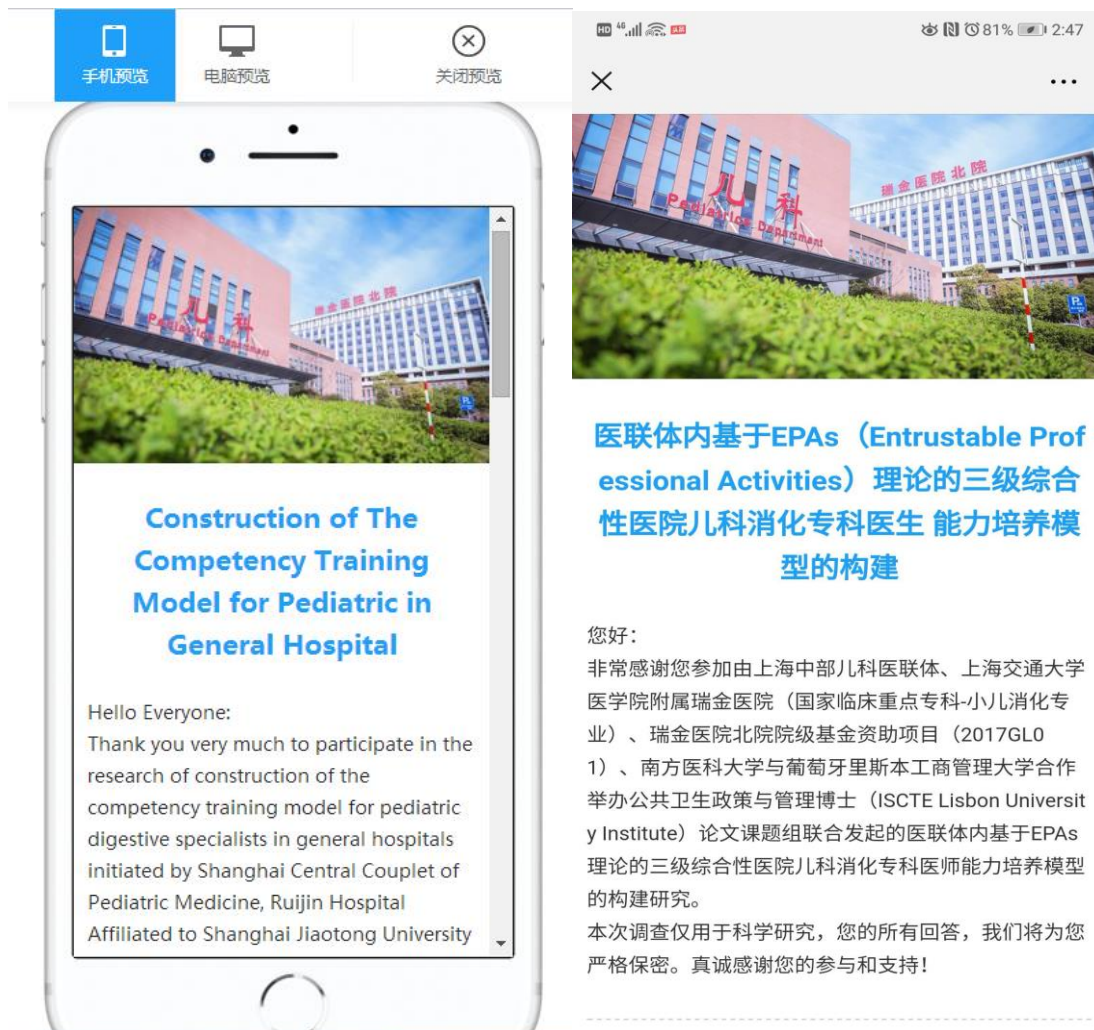 手机预览
电脑预览
关闭预览
儿科
Pediatrics Department
瑞金医院北院
Construction of The
Competency Training
Model for Pediatric in
General Hospital
Hello Everyone:
Thank you very much to participate in the
research of construction of the
competency training model for pediatric
digestive specialists in general hospitals
initiated by Shanghai Central Couplet of
Pediatric Medicine, Ruijin Hospital
Affiliated to Shanghai Jiaotong University
HD 4G 81% 2:47
瑞金医院北院
儿科
Pediatrics Department
P
医联体内基于EPAs（Entrustable Prof
essional Activities）理论的三级综合
性医院儿科消化专科医生 能力培养模
型的构建
您好：
非常感谢您参加由上海中部儿科医联体、上海交通大学
医学院附属瑞金医院（国家临床重点专科-小儿消化专
业）、瑞金医院北院院级基金资助项目（2017GL0
1）、南方医科大学与葡萄牙里斯本工商管理大学合作
举办公共卫生政策与管理博士（ISCTE Lisbon Universit
y Institute）论文课题组联合发起的医联体内基于EPAs
理论的三级综合性医院儿科消化专科医师能力培养模型
的构建研究。
本次调查仅用于科学研究，您的所有回答，我们将为您
严格保密。真诚感谢您的参与和支持！